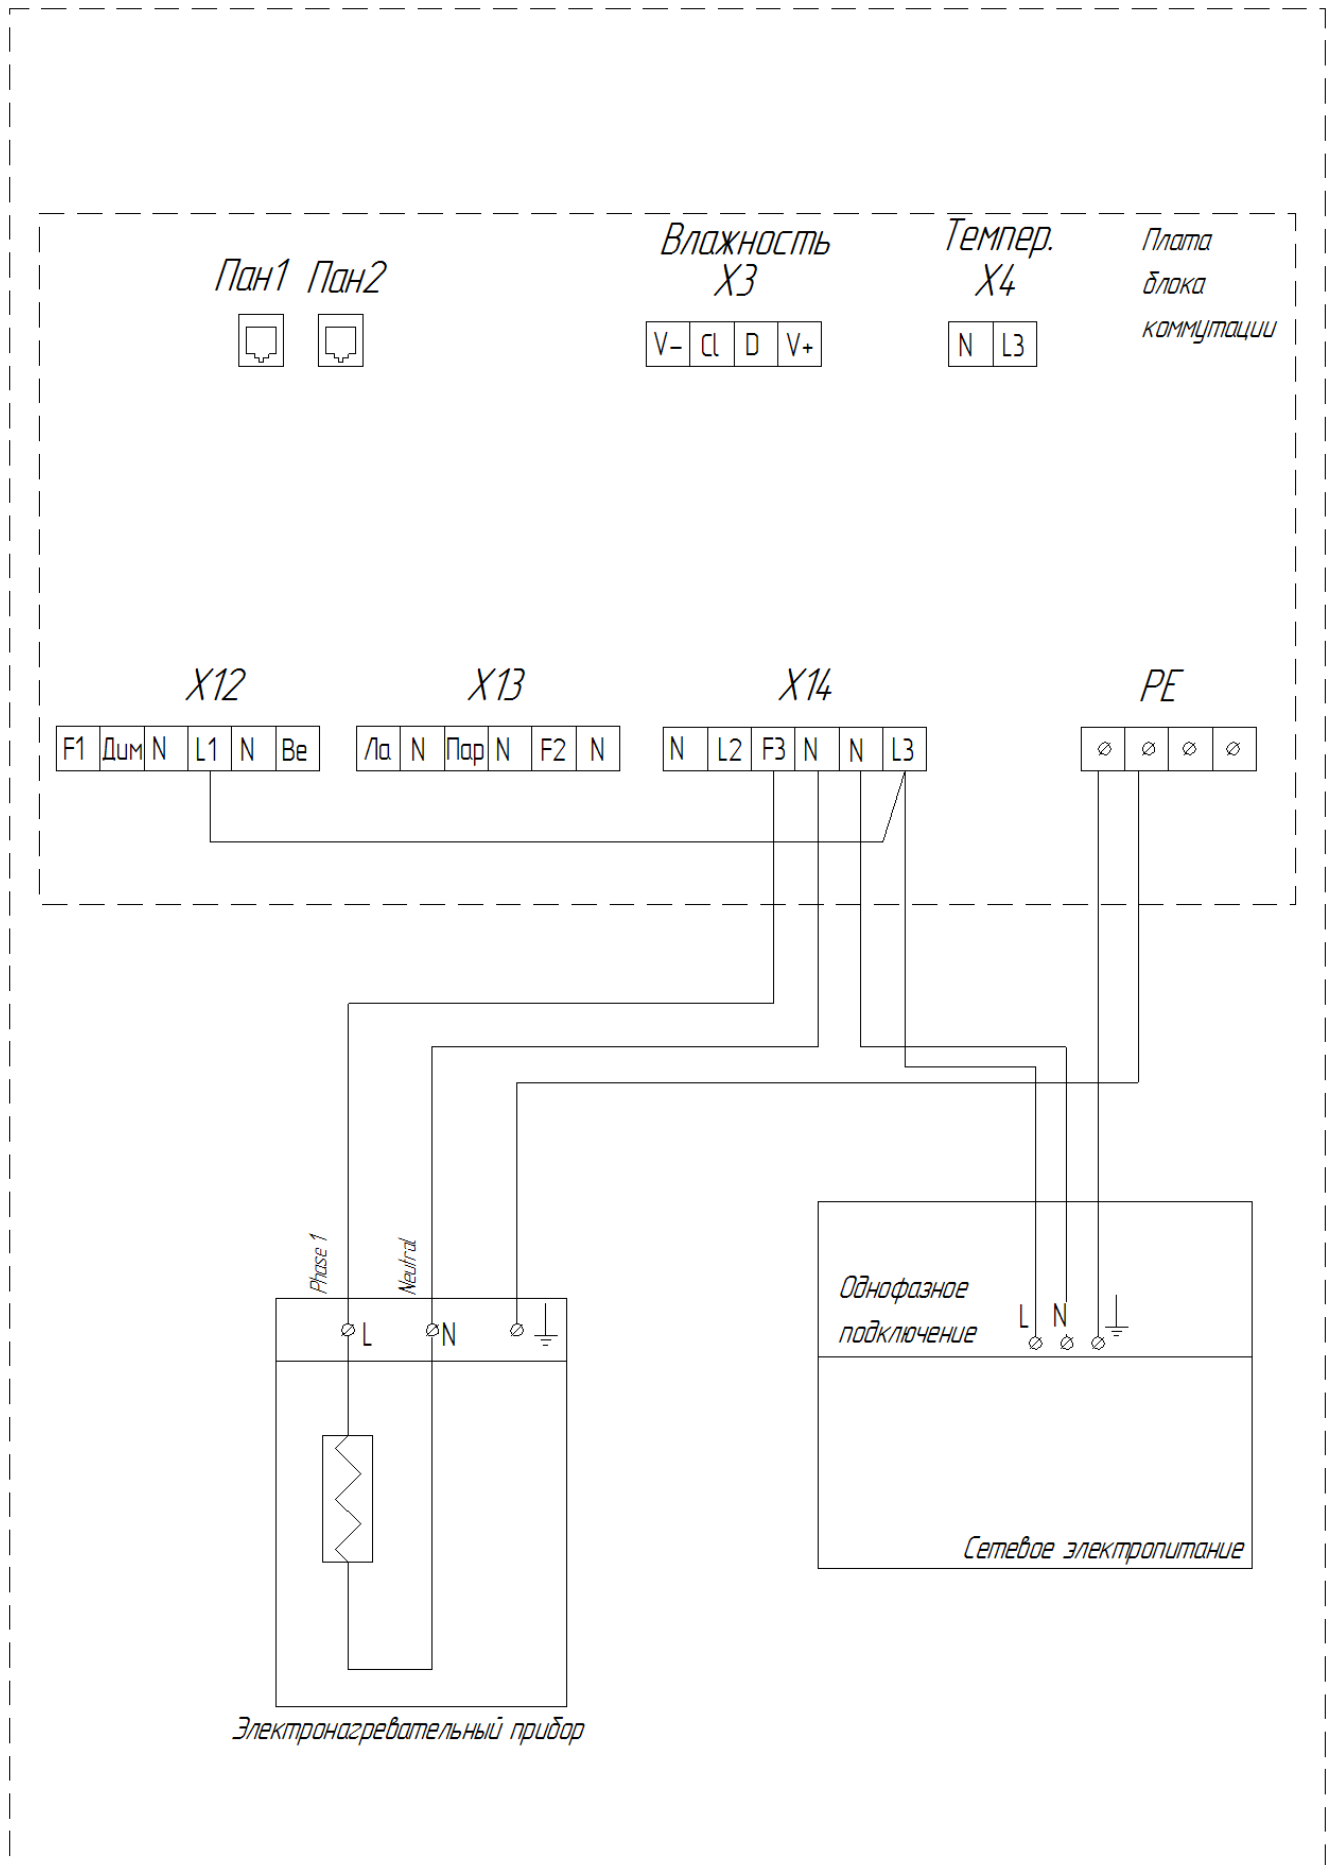 Пан1 Пан2
Влажность
X3
V- Cl D V+
Темпер.
X4
N L3
Плата
блока
коммутации
X12
F1 Дим N L1 N Ве
X13
Ла N Пар N F2 N
X14
N L2 F3 N N L3
PE
Phase 1
Neutral
L N
Электронагревательный прибор
Однофазное
подключение
L N
Сетевое электропитание